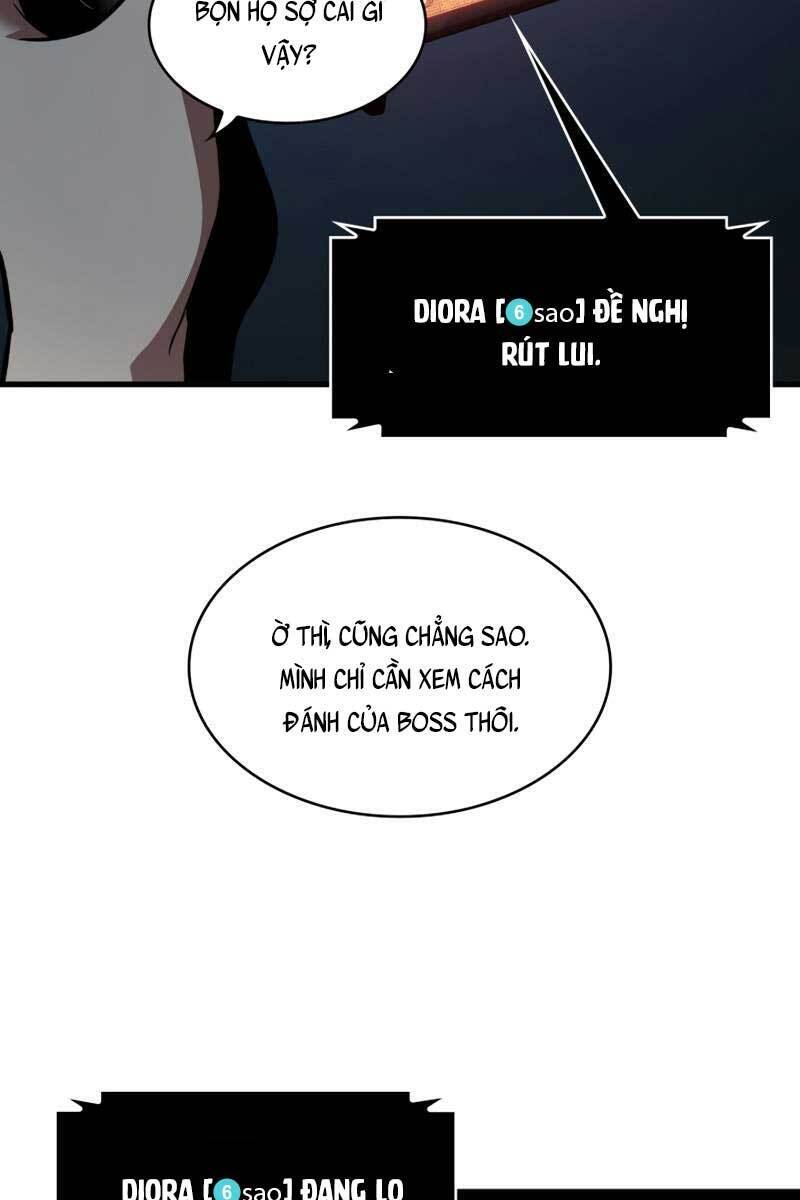 BỌN HỌ SỢ CÁI GÌ
VẬY?
DIORA [6sao] ĐỀ NGHỊ
RÚT LUI.
Ờ THÌ, CŨNG CHẲNG SAO.
MÌNH CHỈ CẦN XEM CÁCH
ĐÁNH CỦA BOSS THÔI.
DIORA [6sao] ĐANG LO